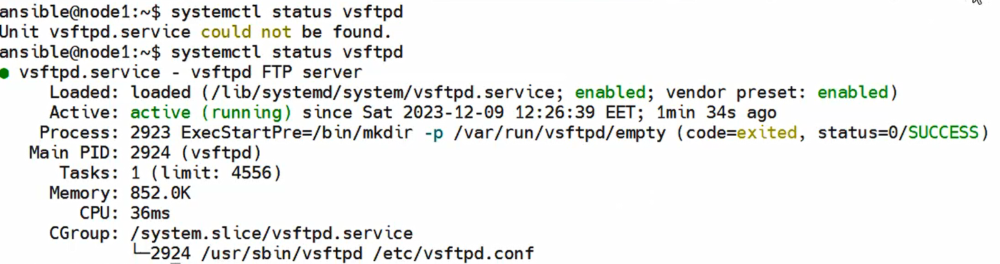 ansible@node1:~$ systemctl status vsftpd
Unit vsftpd.service could not be found.
ansible@node1:~$ systemctl status vsftpd
● vsftpd.service - vsftpd FTP server
     Loaded: loaded (/lib/systemd/system/vsftpd.service; enabled; vendor preset: enabled)
     Active: active (running) since Sat 2023-12-09 12:26:39 EET; 1min 34s ago
    Process: 2923 ExecStartPre=/bin/mkdir -p /var/run/vsftpd/empty (code=exited, status=0/SUCCESS)
   Main PID: 2924 (vsftpd)
      Tasks: 1 (limit: 4556)
     Memory: 852.0K
        CPU: 36ms
     CGroup: /system.slice/vsftpd.service
             └─2924 /usr/sbin/vsftpd /etc/vsftpd.conf